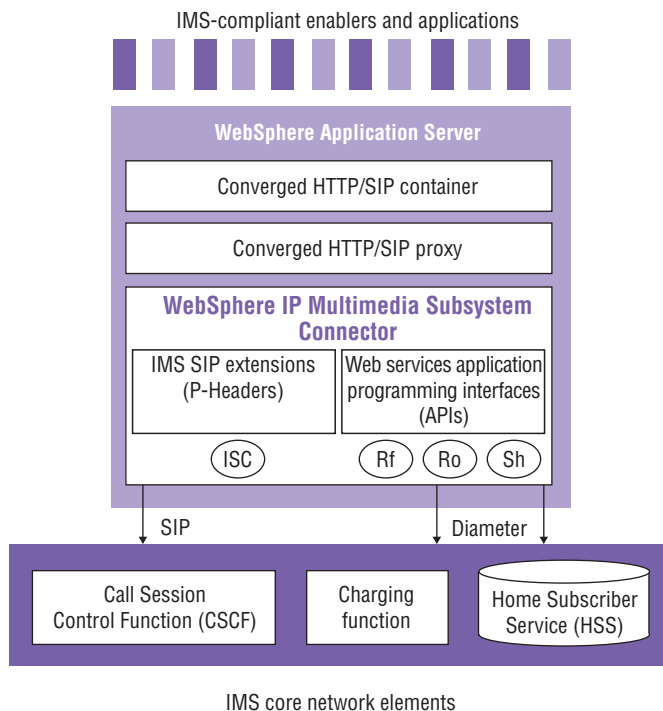 IMS-compliant enablers and applications
WebSphere Application Server
Converged HTTP/SIP container
Converged HTTP/SIP proxy
WebSphere IP Multimedia Subsystem
Connector
IMS SIP extensions
(P-Headers)
Web services application
programming interfaces
(APIs)
ISC
Rf
Ro
Sh
SIP
Diameter
Call Session
Control Function (CSCF)
Charging
function
Home Subscriber
Service (HSS)
IMS core network elements